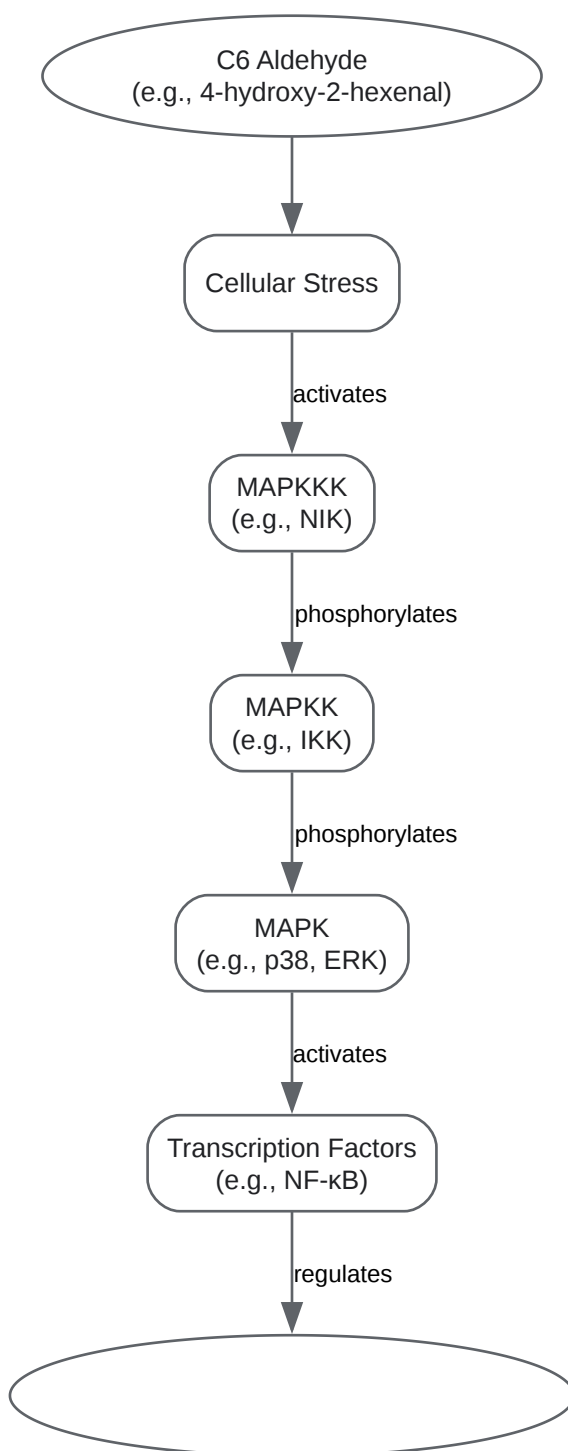 C6 Aldehyde
(e.g., 4-hydroxy-2-hexenal)
Cellular Stress
activates
MAPKKK
(e.g., NIK)
phosphorylates
MAPKK
(e.g., IKK)
phosphorylates
MAPK
(e.g., p38, ERK)
activates
Transcription Factors
(e.g., NF-κB)
regulates